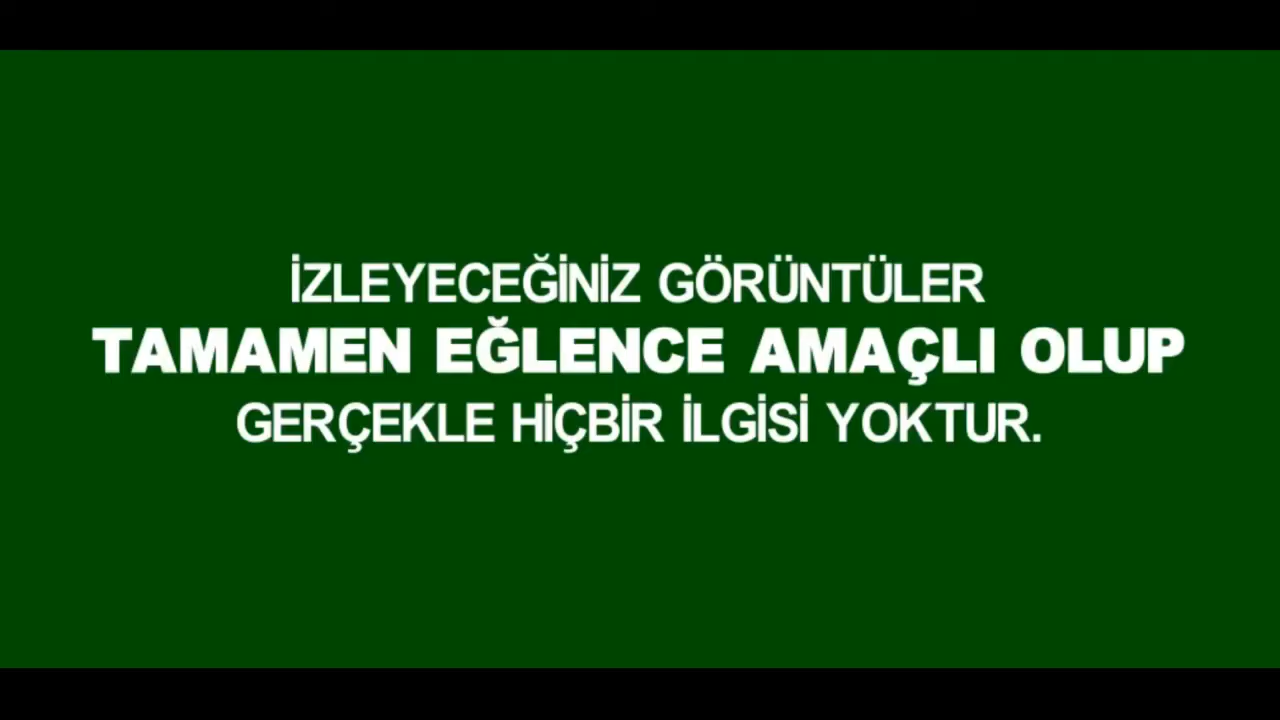 İZLEYECEĞİNİZ GÖRÜNTÜLER
TAMAMEN EĞLENCE AMAÇLI OLUP
GERÇEKLE HİÇBİR İLGİSİ YOKTUR.